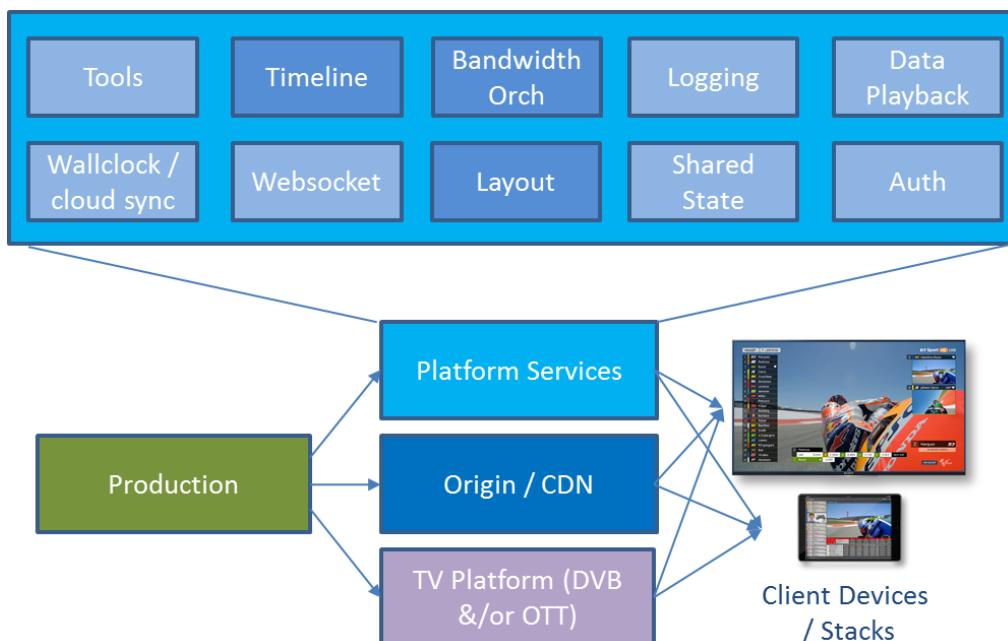 Tools
Timeline
Bandwidth
Orch
Logging
Data
Playback
Wallclock /
cloud sync
Websocket
Layout
Shared
State
Auth
Platform Services
Production
Origin / CDN
TV Platform (DVB
&/or OTT)
HONDA
Client Devices
/ Stacks